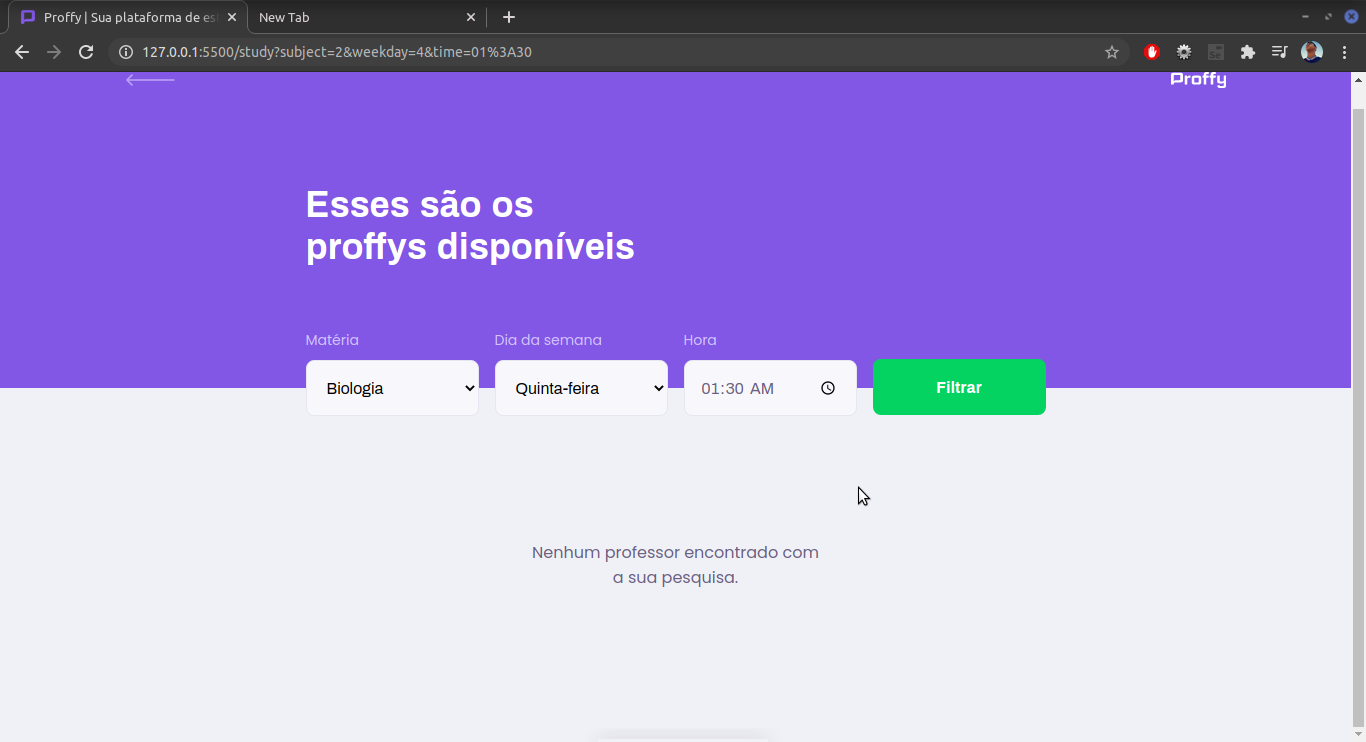 Proffy | Sua plataforma de es
New Tab
127.0.0.1:5500/study?subject=2&weekday=4&time=01%3A30
Proffy
Esses são os
proffys disponíveis
Matéria
Dia da semana
Hora
Biologia
Quinta-feira
01:30 AM
Filtrar
Nenhum professor encontrado com
a sua pesquisa.